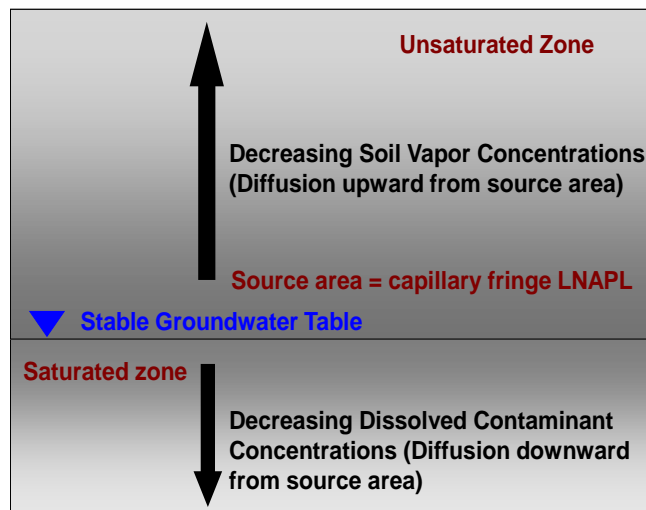 Unsaturated Zone
Decreasing Soil Vapor Concentrations
(Diffusion upward from source area)
Source area = capillary fringe LNAPL
Stable Groundwater Table
Saturated zone
Decreasing Dissolved Contaminant
Concentrations (Diffusion downward
from source area)